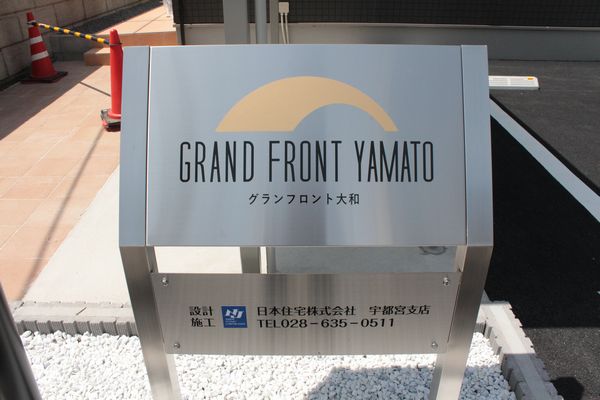 GRAND FRONT YAMATO
グランフロント大和
設計
施工
日本住宅株式会社 宇都宮支店
TEL028-635-0511